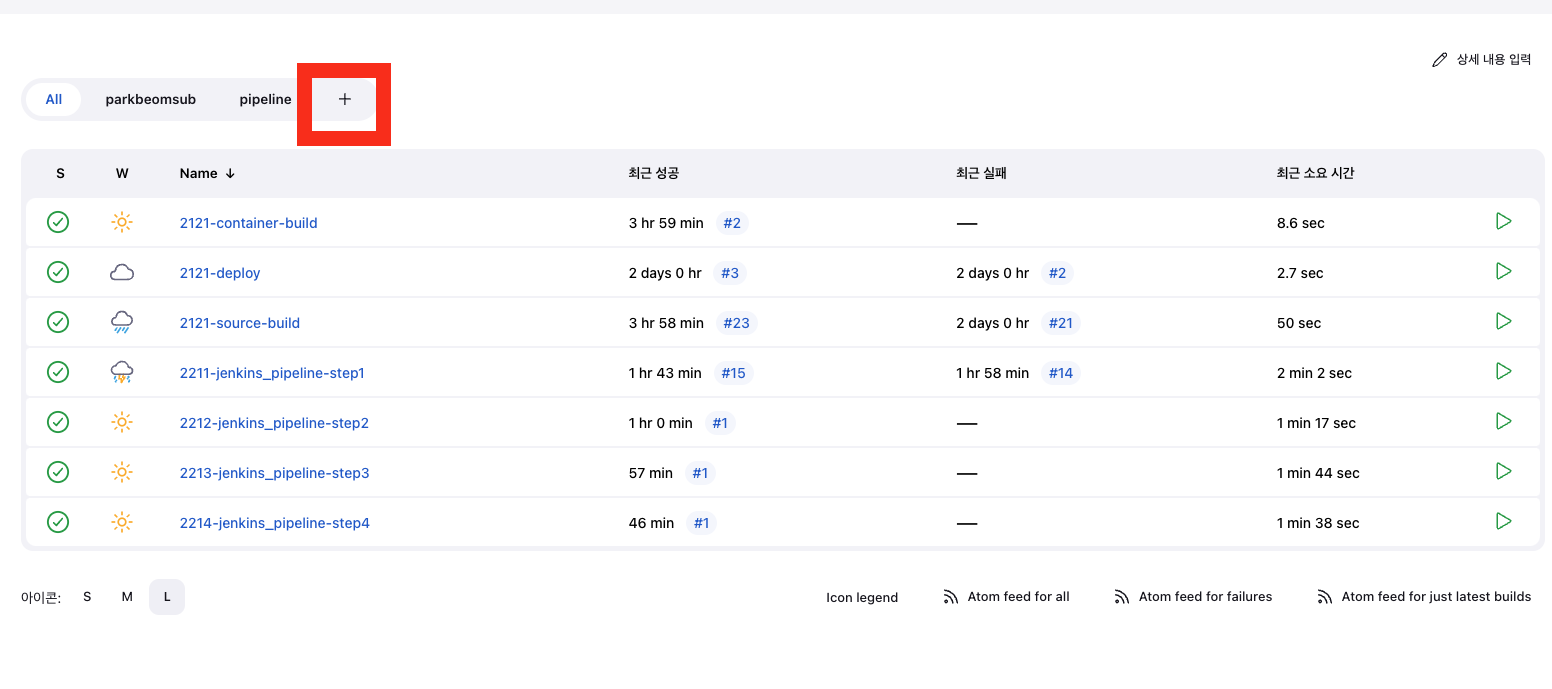 상세 내용 입력
All parkbeomsub pipeline +
S W Name ↓ 최근 성공 최근 실패 최근 소요 시간
2121-container-build 3 hr 59 min #2 — 8.6 sec
2121-deploy 2 days 0 hr #3 2 days 0 hr #2 2.7 sec
2121-source-build 3 hr 58 min #23 2 days 0 hr #21 50 sec
2211-jenkins_pipeline-step1 1 hr 43 min #15 1 hr 58 min #14 2 min 2 sec
2212-jenkins_pipeline-step2 1 hr 0 min #1 — 1 min 17 sec
2213-jenkins_pipeline-step3 57 min #1 — 1 min 44 sec
2214-jenkins_pipeline-step4 46 min #1 — 1 min 38 sec
아이콘: S M L Icon legend Atom feed for all Atom feed for failures Atom feed for just latest builds